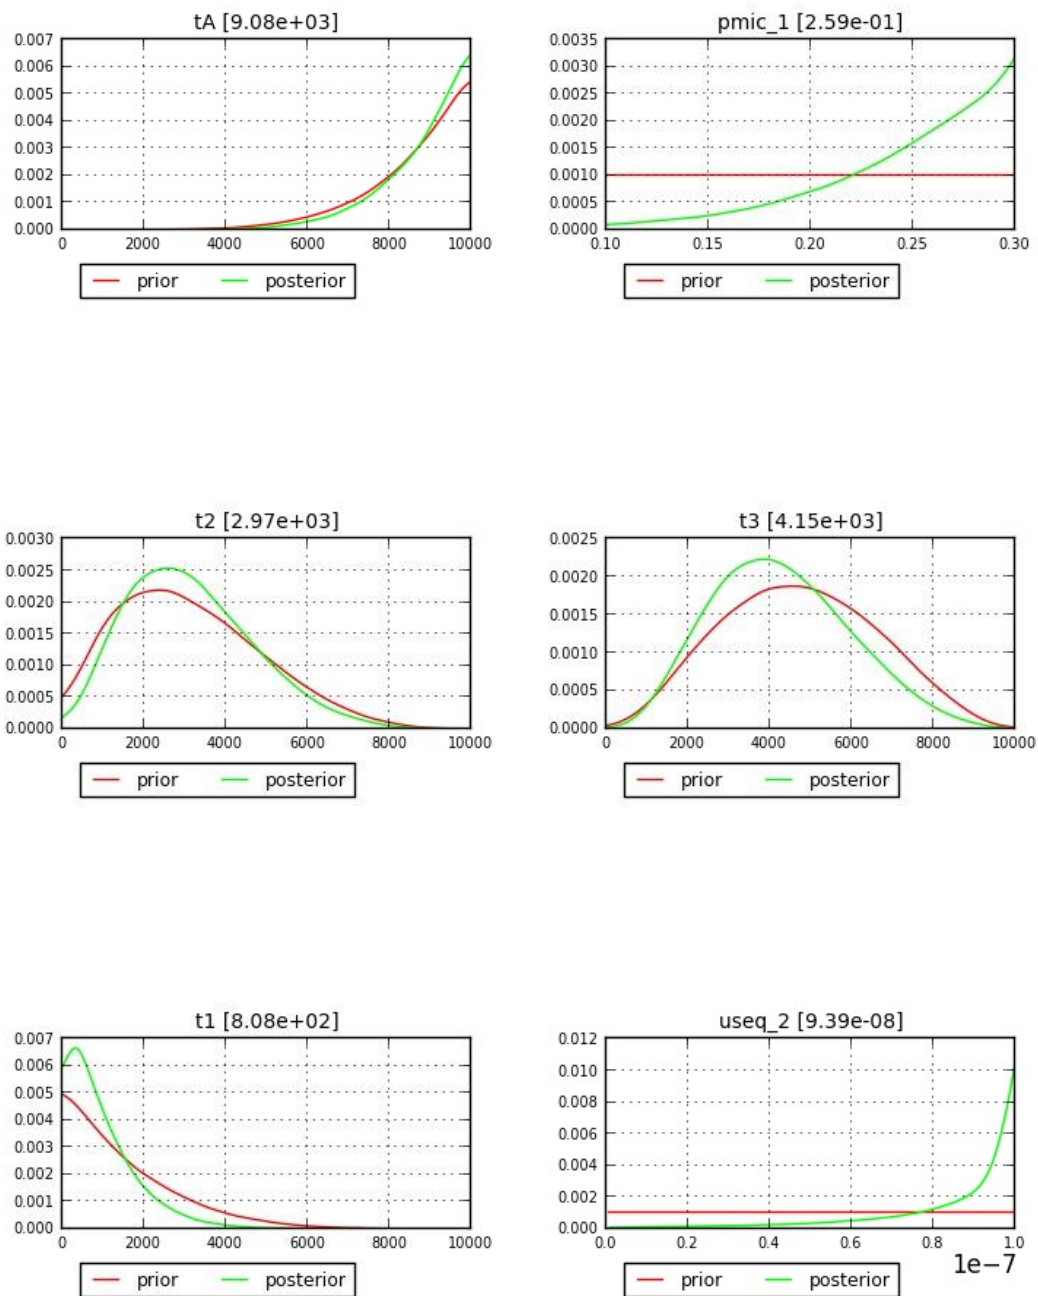 tA [9.08e+03]
0.007
0.006
0.005
0.004
0.003
0.002
0.001
0.000
0 2000 4000 6000 8000 10000
prior posterior
pmic_1 [2.59e-01]
0.0035
0.0030
0.0025
0.0020
0.0015
0.0010
0.0005
0.0000
0.10 0.15 0.20 0.25 0.30
prior posterior
t2 [2.97e+03]
0.0030
0.0025
0.0020
0.0015
0.0010
0.0005
0.0000
0 2000 4000 6000 8000 10000
prior posterior
t3 [4.15e+03]
0.0025
0.0020
0.0015
0.0010
0.0005
0.0000
0 2000 4000 6000 8000 10000
prior posterior
t1 [8.08e+02]
0.007
0.006
0.005
0.004
0.003
0.002
0.001
0.000
0 2000 4000 6000 8000 10000
prior posterior
useq_2 [9.39e-08]
0.012
0.010
0.008
0.006
0.004
0.002
0.000
0.0 0.2 0.4 0.6 0.8 1.0
1e−7
prior posterior